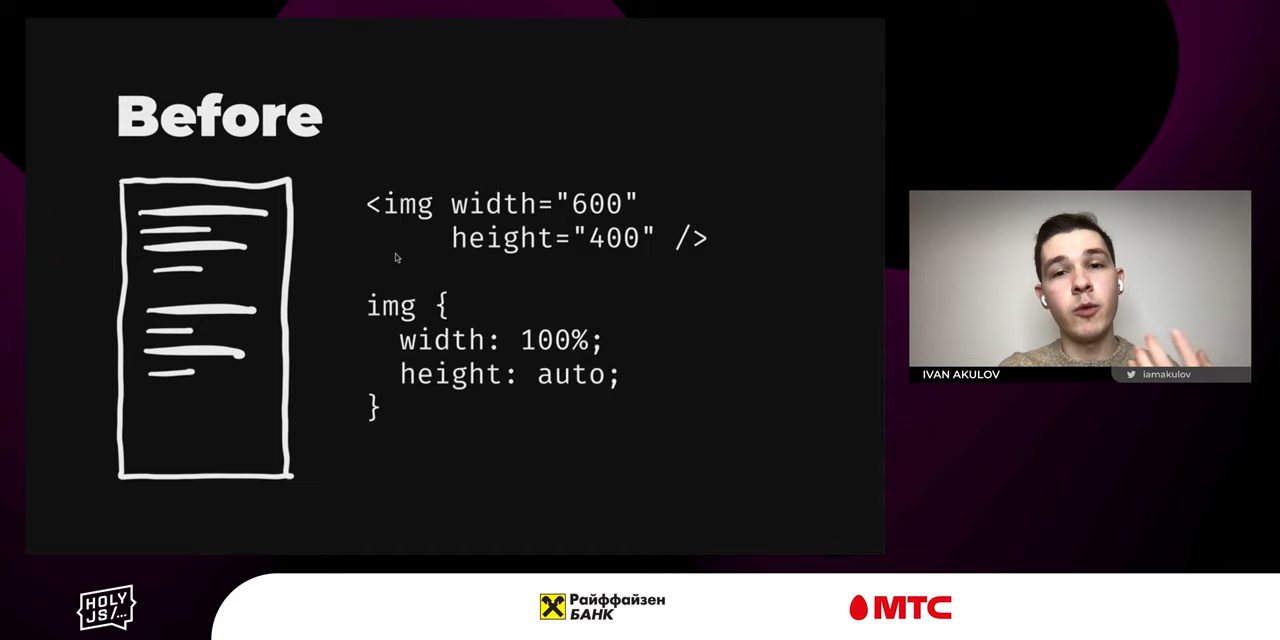 Before
<img width="600"
height="400" />
img {
width: 100%;
height: auto;
}
IVAN AKULOV
iamakulov
HOLY
JS/...
Райффайзен
БАНК
МТС